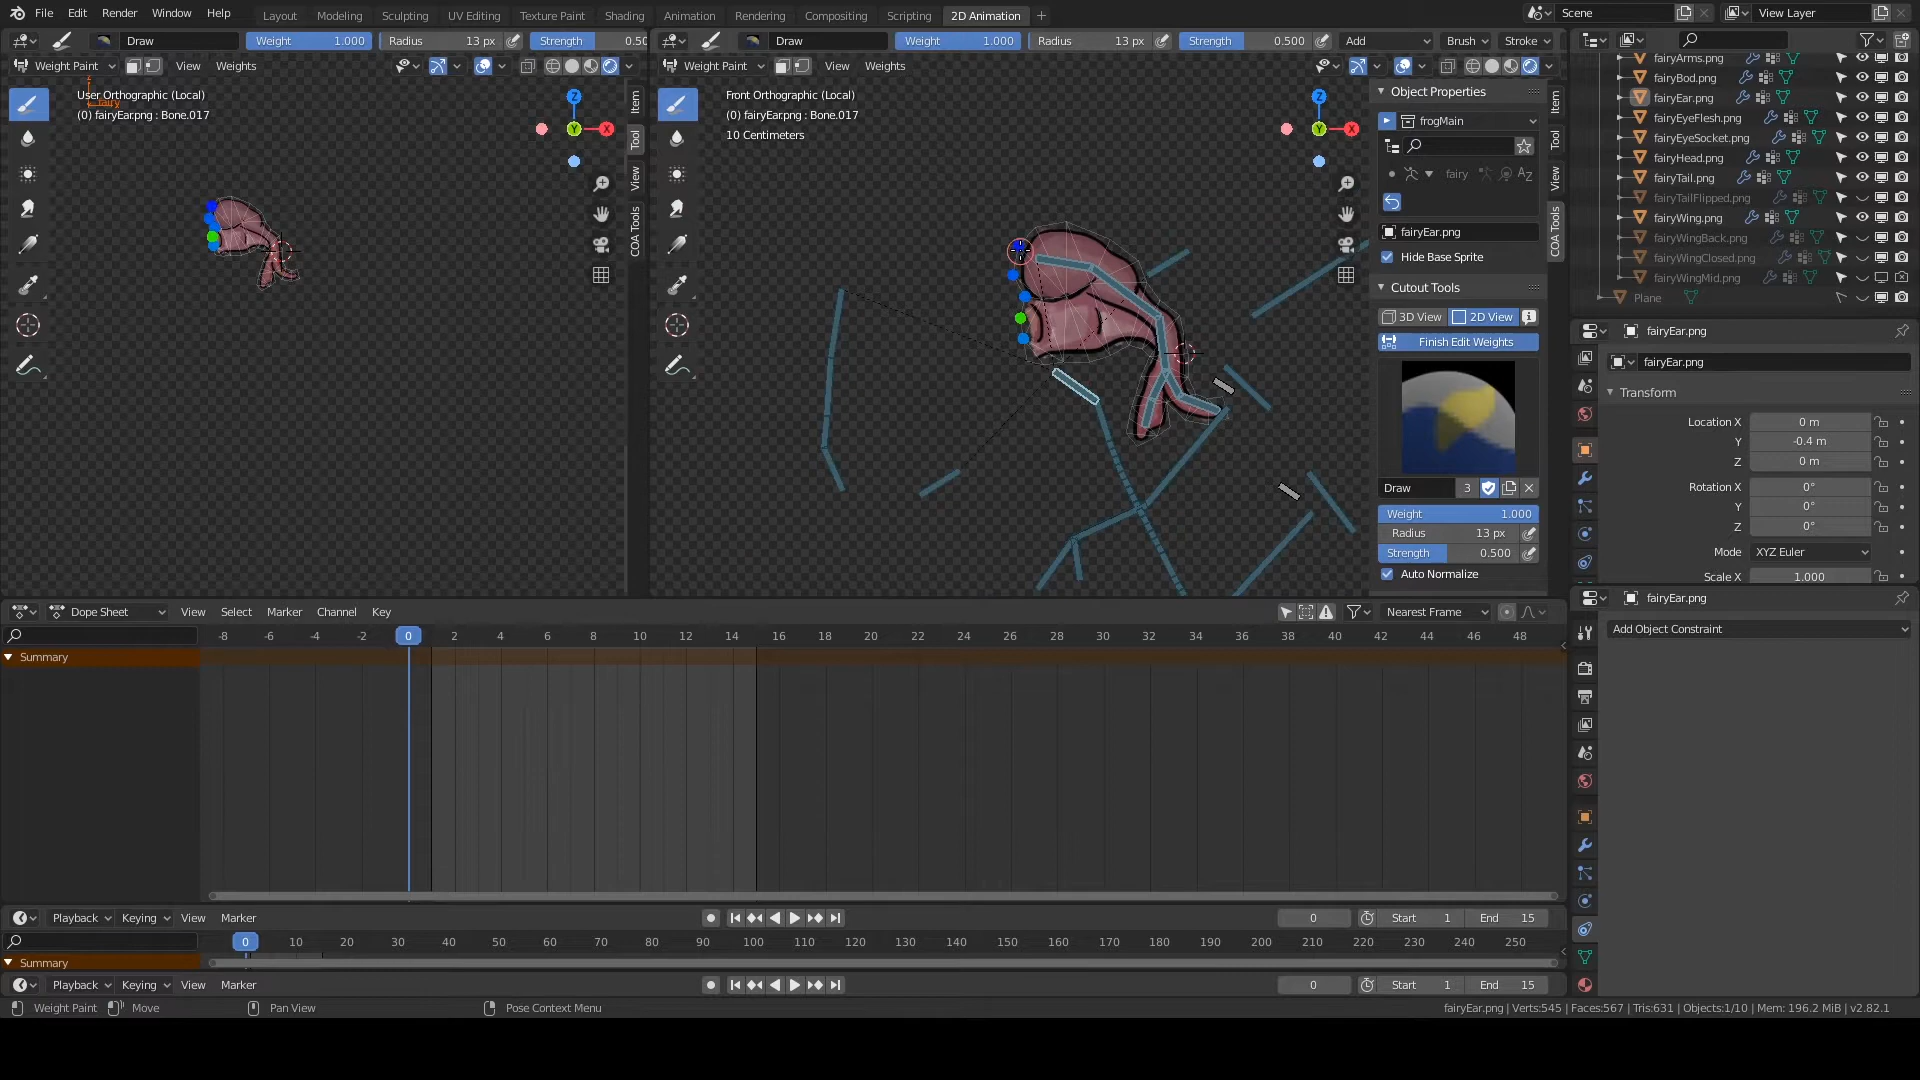 File Edit Render Window Help Layout Modeling Sculpting UV Editing Texture Paint Shading Animation Rendering Compositing Scripting 2D Animation + Scene View Layer
Draw Weight 1.000 Radius 13 px Strength 0.50 Draw Weight 1.000 Radius 13 px Strength 0.500 Add Brush Stroke
Weight Paint View Weights Weight Paint View Weights
User Orthographic (Local)
(0) fairyEar.png : Bone.017
fairy
Z
Y
X
Item
Tool
View
COA Tools
Front Orthographic (Local)
(0) fairyEar.png : Bone.017
10 Centimeters
Z
Y
X
Object Properties
frogMain
fairy
fairyEar.png
Hide Base Sprite
Cutout Tools
3D View 2D View
Finish Edit Weights
Draw 3
Weight 1.000
Radius 13 px
Strength 0.500
Auto Normalize
Item
Tool
View
COA Tools
fairyArms.png
fairyBod.png
fairyEar.png
fairyEyeFlesh.png
fairyEyeSocket.png
fairyHead.png
fairyTail.png
fairyTailFlipped.png
fairyWing.png
fairyWingBack.png
fairyWingClosed.png
fairyWingMid.png
Plane
fairyEar.png
fairyEar.png
Transform
Location X 0 m
Y -0.4 m
Z 0 m
Rotation X 0°
Y 0°
Z 0°
Mode XYZ Euler
Scale X 1.000
fairyEar.png
Add Object Constraint
Dope Sheet View Select Marker Channel Key Nearest Frame
-8 -6 -4 -2 0 2 4 6 8 10 12 14 16 18 20 22 24 26 28 30 32 34 36 38 40 42 44 46 48
Summary
Playback Keying View Marker 0 Start 1 End 15
0 10 20 30 40 50 60 70 80 90 100 110 120 130 140 150 160 170 180 190 200 210 220 230 240 250
Summary
Playback Keying View Marker 0 Start 1 End 15
Weight Paint Move Pan View Pose Context Menu fairyEar.png | Verts:545 | Faces:567 | Tris:631 | Objects:1/10 | Mem: 196.2 MiB | v2.82.1